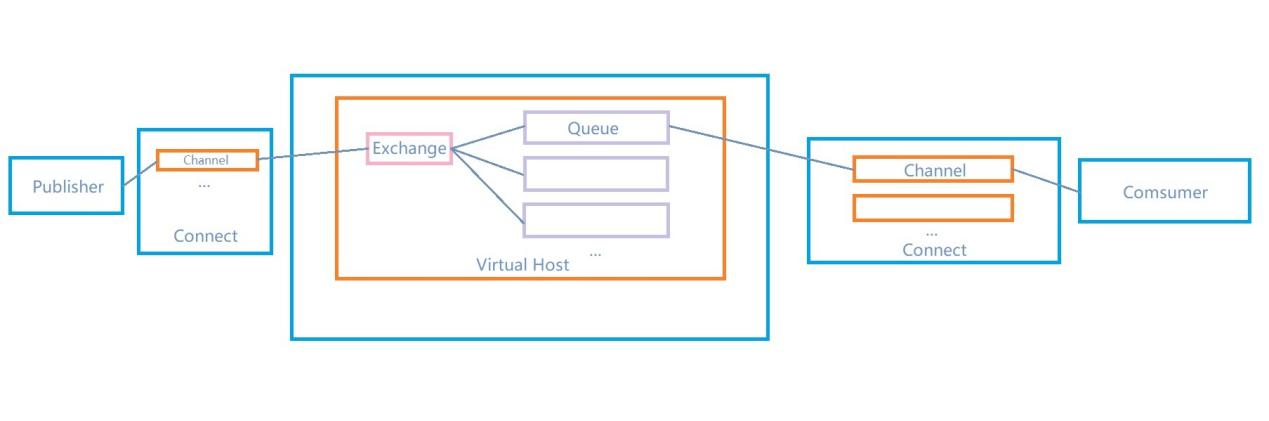 Publisher
Channel
...
Connect
Exchange
Queue
...
Virtual Host
Channel
...
Connect
Comsumer